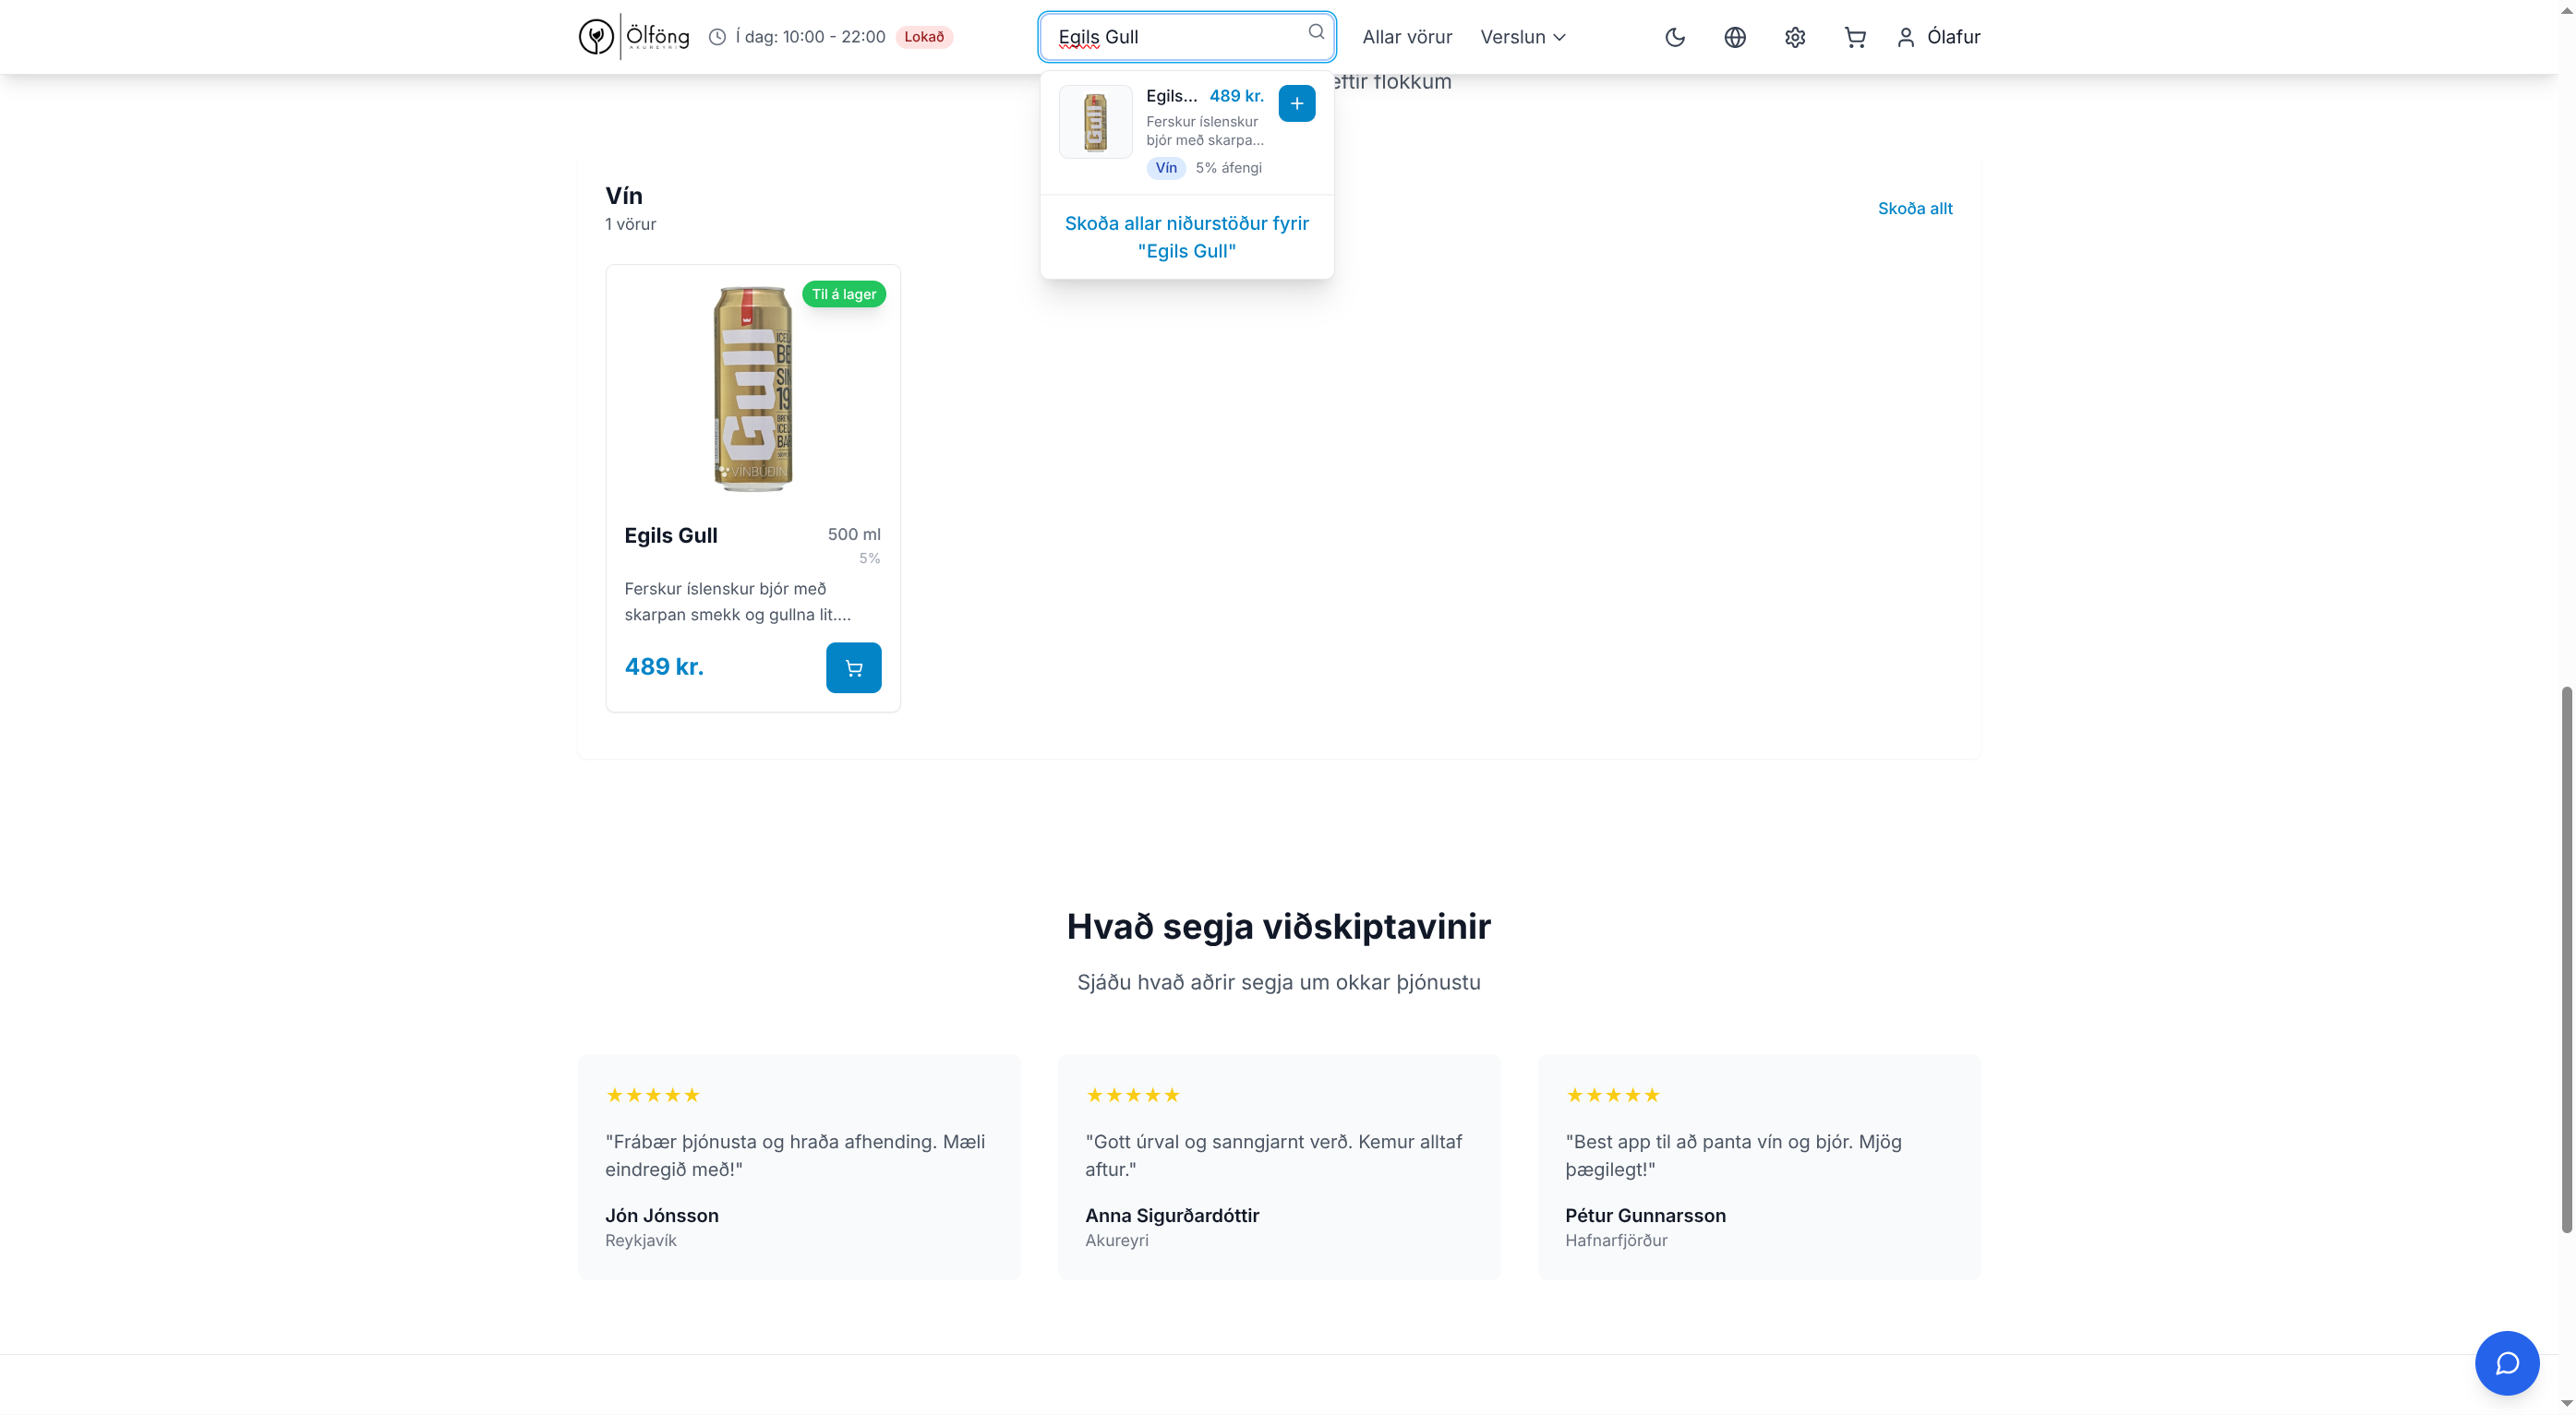 Ölföng
AKUREYRI
Í dag: 10:00 - 22:00
Lokað
Egils Gull
Allar vörur
Verslun
Ólafur
eftir flokkum
Egils...
489 kr.
Ferskur íslenskur
bjór með skarpa...
Vín
5% áfengi
Skoða allar niðurstöður fyrir
"Egils Gull"
Vín
1 vörur
Skoða allt
Til á lager
Gull
VÍNBÚÐIN
Egils Gull
500 ml
5%
Ferskur íslenskur bjór með
skarpan smekk og gullna lit....
489 kr.
Hvað segja viðskiptavinir
Sjáðu hvað aðrir segja um okkar þjónustu
★★★★★
"Frábær þjónusta og hraða afhending. Mæli
eindregið með!"
Jón Jónsson
Reykjavík
★★★★★
"Gott úrval og sanngjarnt verð. Kemur alltaf
aftur."
Anna Sigurðardóttir
Akureyri
★★★★★
"Best app til að panta vín og bjór. Mjög
þægilegt!"
Pétur Gunnarsson
Hafnarfjörður